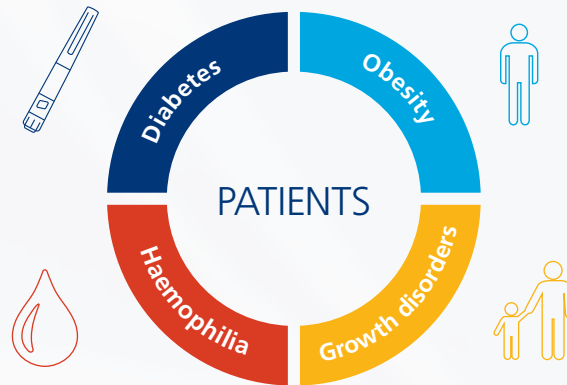 Diabetes
Obesity
PATIENTS
Haemophilia
Growth disorders